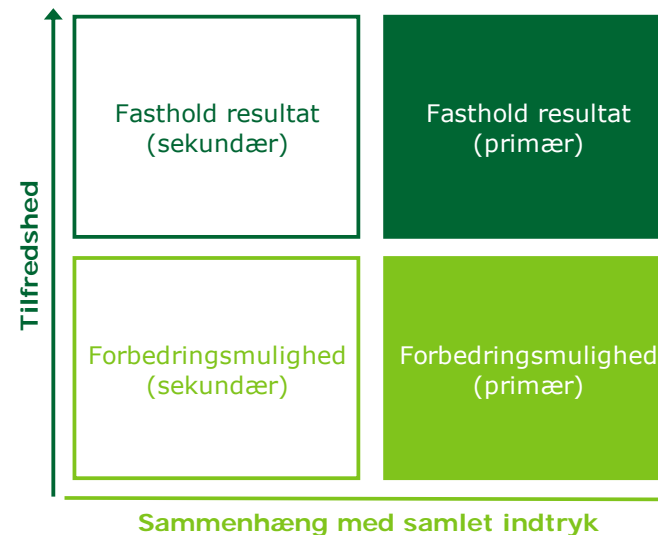 Fasthold resultat
(sekundær)
Fasthold resultat
(primær)
Tilfredshed
Forbedringsmulighed
(sekundær)
Forbedringsmulighed
(primær)
Sammenhæng med samlet indtryk